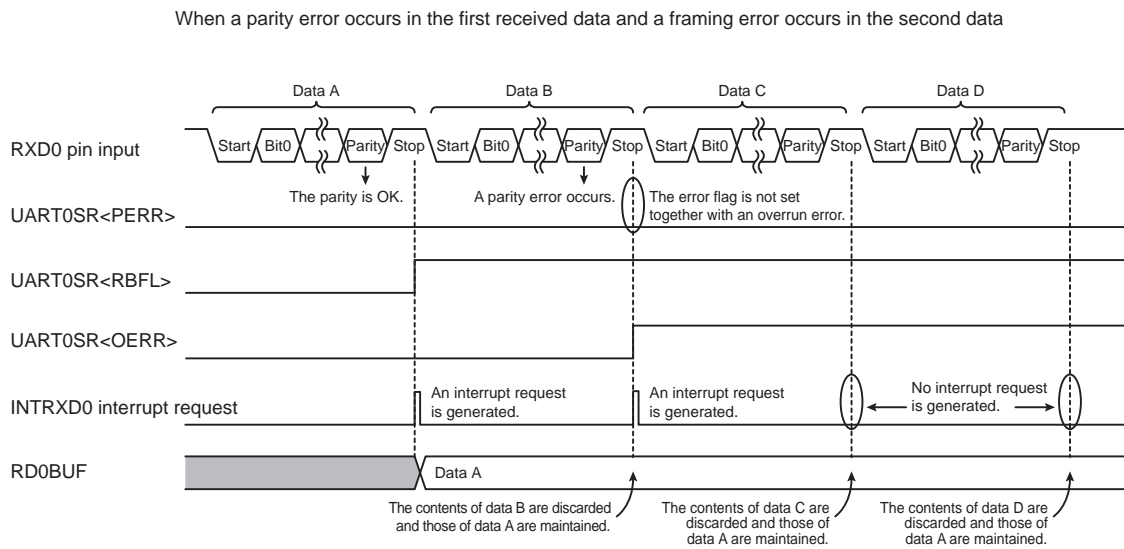 When a parity error occurs in the first received data and a framing error occurs in the second data
Data A
Data B
Data C
Data D
RXD0 pin input
Start Bit0 Parity Stop Start Bit0 Parity Stop Start Bit0 Parity Stop Start Bit0 Parity Stop
The parity is OK.
A parity error occurs.
The error flag is not set
together with an overrun error.
UART0SR<PERR>
UART0SR<RBFL>
UART0SR<OERR>
INTRXD0 interrupt request
An interrupt request
is generated.
An interrupt request
is generated.
No interrupt request
is generated.
RD0BUF
Data A
The contents of data B are discarded
and those of data A are maintained.
The contents of data C are
discarded and those of
data A are maintained.
The contents of data D are
discarded and those of
data A are maintained.